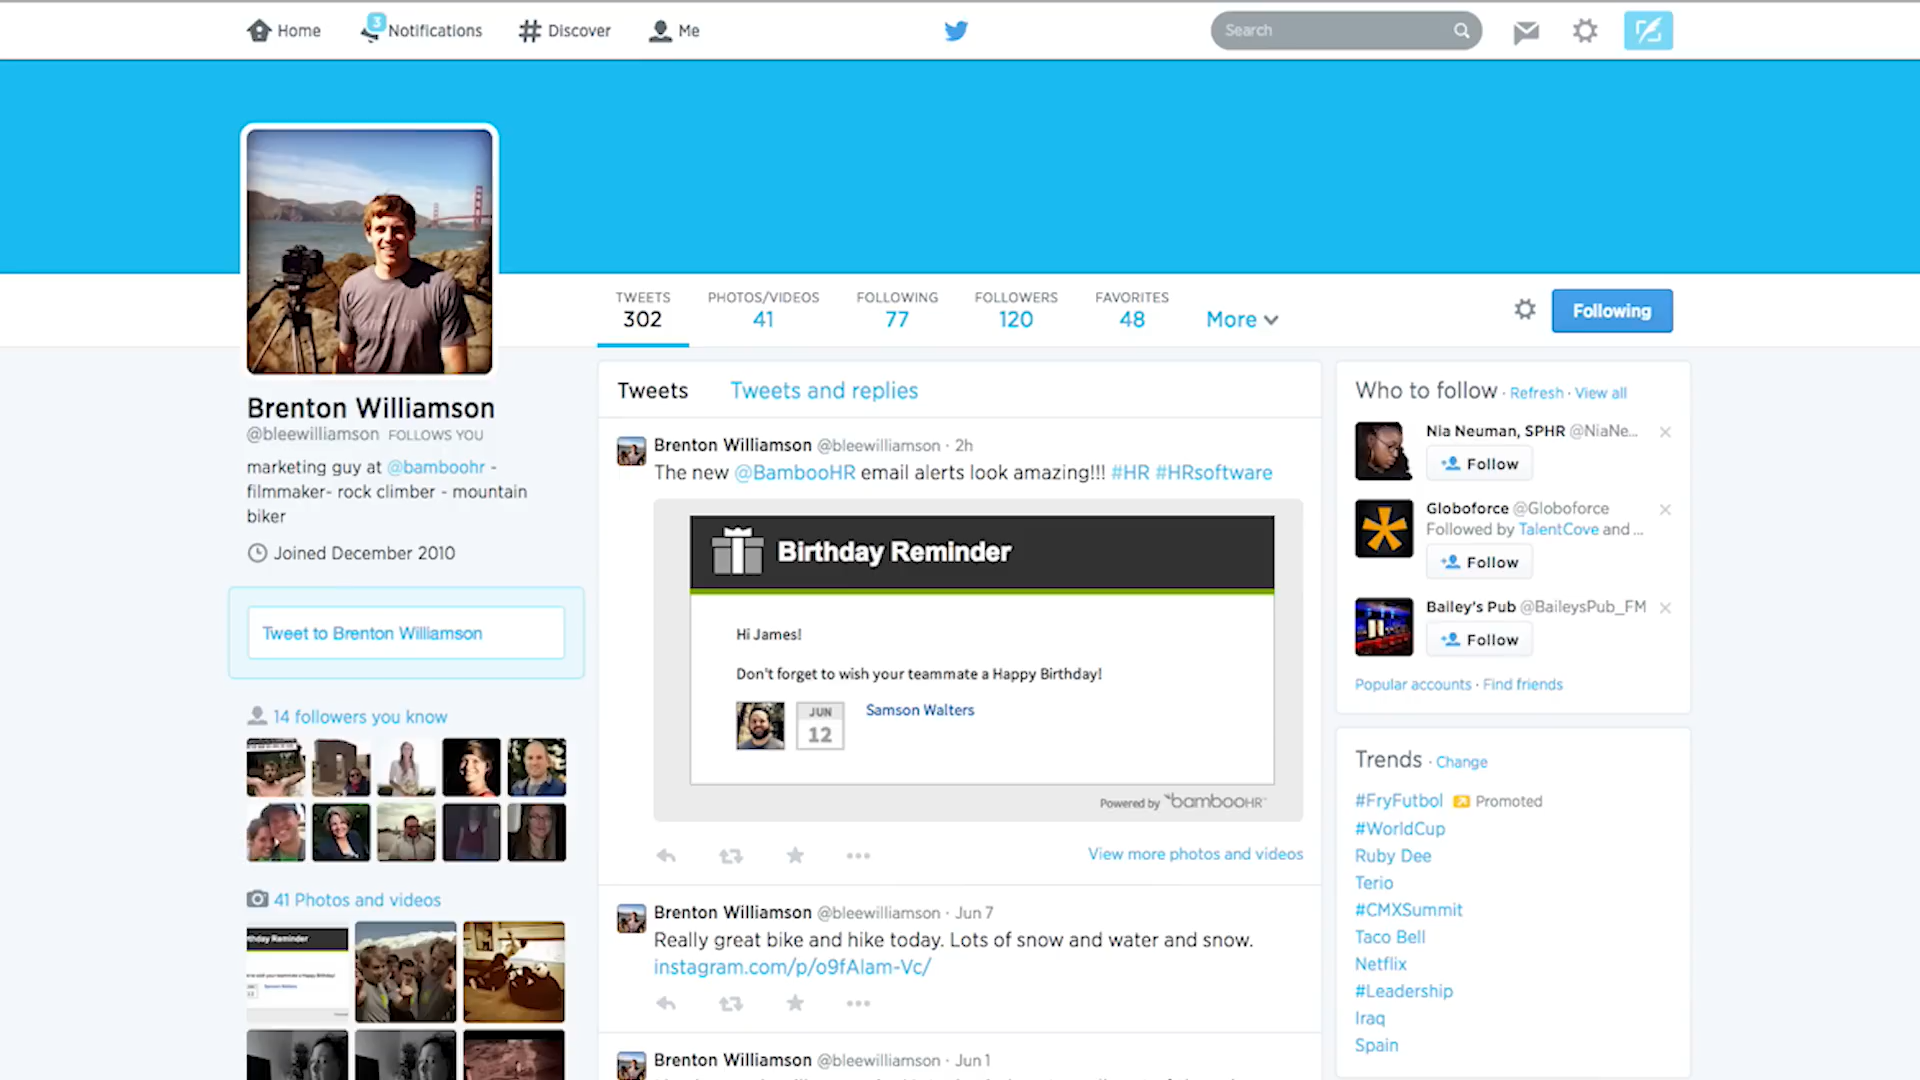 Home
3
Notifications
Discover
Me
Search
TWEETS
302
PHOTOS/VIDEOS
41
FOLLOWING
77
FOLLOWERS
120
FAVORITES
48
More
Following
Brenton Williamson
@bleewilliamson FOLLOWS YOU
marketing guy at @bamboohr -
filmmaker- rock climber - mountain
biker
Joined December 2010
Tweet to Brenton Williamson
14 followers you know
41 Photos and videos
thday Reminder
Tweets
Tweets and replies
Brenton Williamson @bleewilliamson · 2h
The new @BambooHR email alerts look amazing!!! #HR #HRsoftware
Birthday Reminder
Hi James!
Don't forget to wish your teammate a Happy Birthday!
JUN
12
Samson Walters
Powered by bambooHR
View more photos and videos
Brenton Williamson @bleewilliamson · Jun 7
Really great bike and hike today. Lots of snow and water and snow.
instagram.com/p/o9fAlam-Vc/
Brenton Williamson @bleewilliamson · Jun 1
Who to follow · Refresh · View all
Nia Neuman, SPHR @NiaNe...
Follow
Globoforce @Globoforce
Followed by TalentCove and ...
Follow
Bailey's Pub @BaileysPub_FM
Follow
Popular accounts · Find friends
Trends · Change
#FryFutbol Promoted
#WorldCup
Ruby Dee
Terio
#CMXSummit
Taco Bell
Netflix
#Leadership
Iraq
Spain